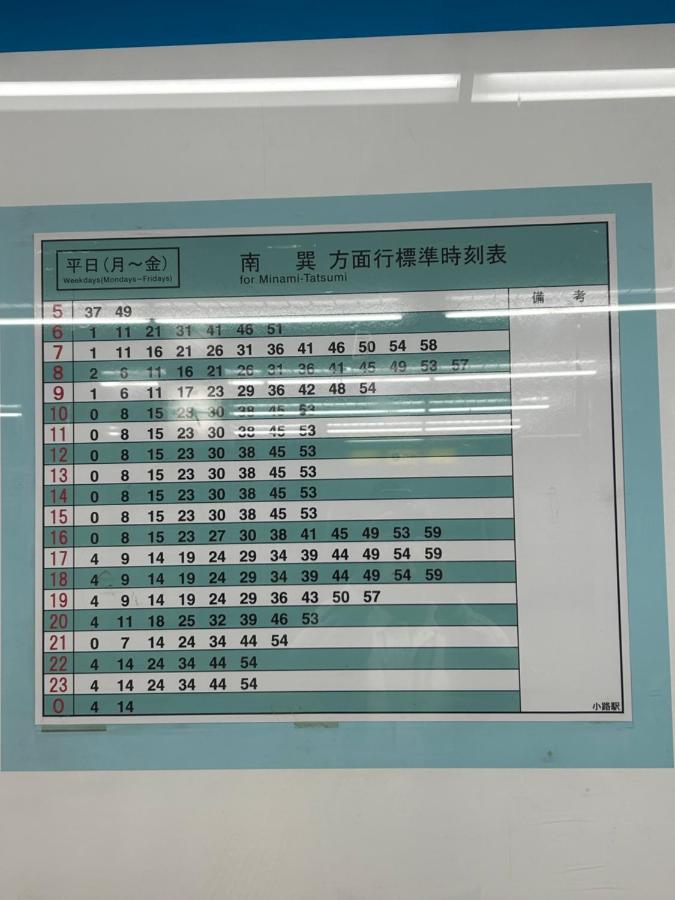 平日(月～金)
Weekdays(Mondays-Fridays)
南 巽 方面行標準時刻表
for Minami-Tatsumi
備 考
5 37 49
6 1 11 21 31 41 46 51
7 1 11 16 21 26 31 36 41 46 50 54 58
8 2 6 11 16 21 26 31 36 41 45 49 53 57
9 1 6 11 17 23 29 36 42 48 54
10 0 8 15 23 30 38 45 53
11 0 8 15 23 30 38 45 53
12 0 8 15 23 30 38 45 53
13 0 8 15 23 30 38 45 53
14 0 8 15 23 30 38 45 53
15 0 8 15 23 30 38 45 53
16 0 8 15 23 27 30 38 41 45 49 53 59
17 4 9 14 19 24 29 34 39 44 49 54 59
18 4 9 14 19 24 29 34 39 44 49 54 59
19 4 9 14 19 24 29 36 43 50 57
20 4 11 18 25 32 39 46 53
21 0 7 14 24 34 44 54
22 4 14 24 34 44 54
23 4 14 24 34 44 54
0 4 14
小路駅